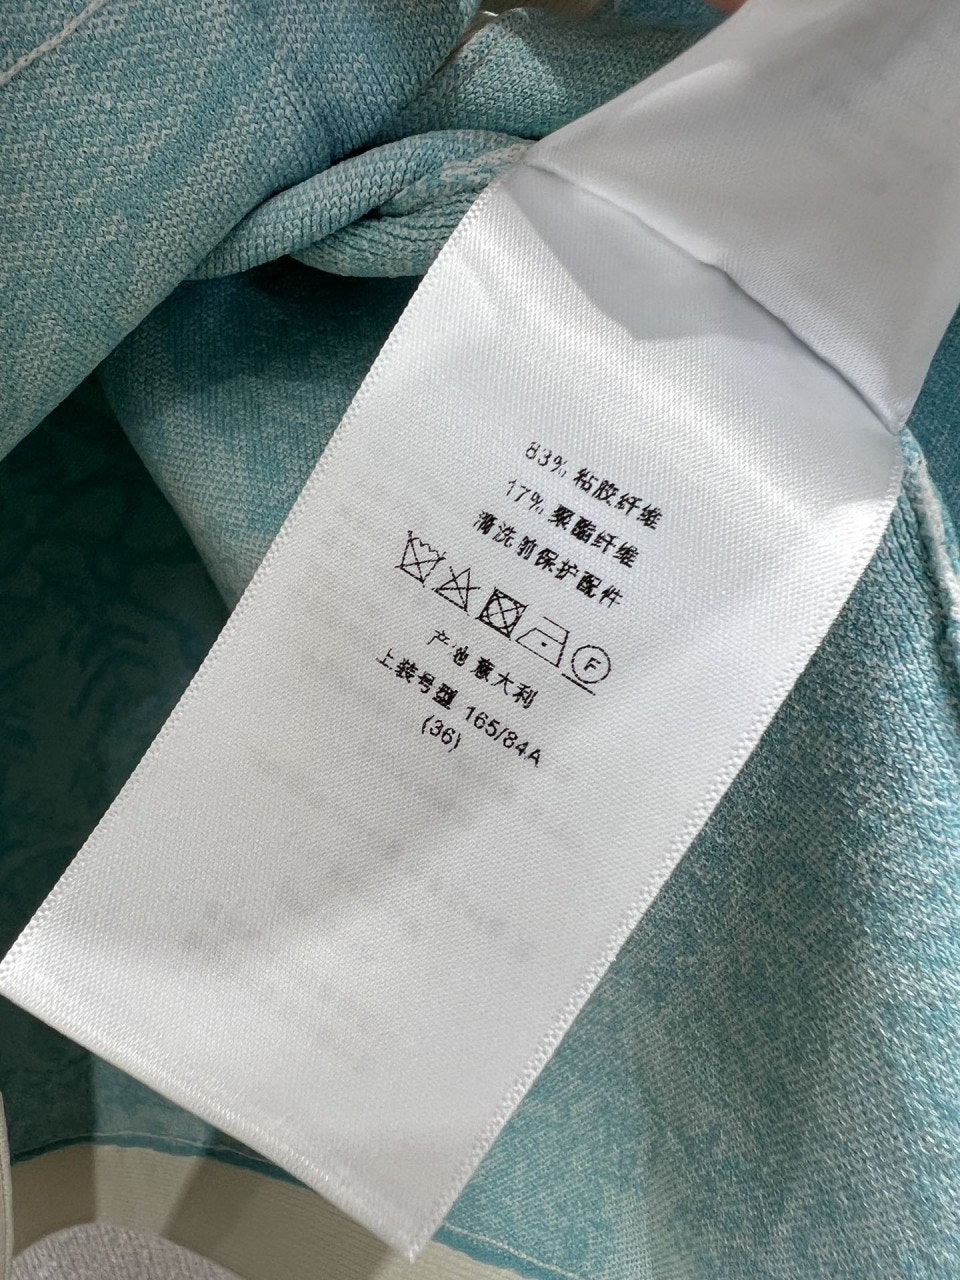 83% 粘胶纤维
17% 聚酯纤维
清洗前保护配件
F
产地 意大利
上装号型 165/84A
(36)